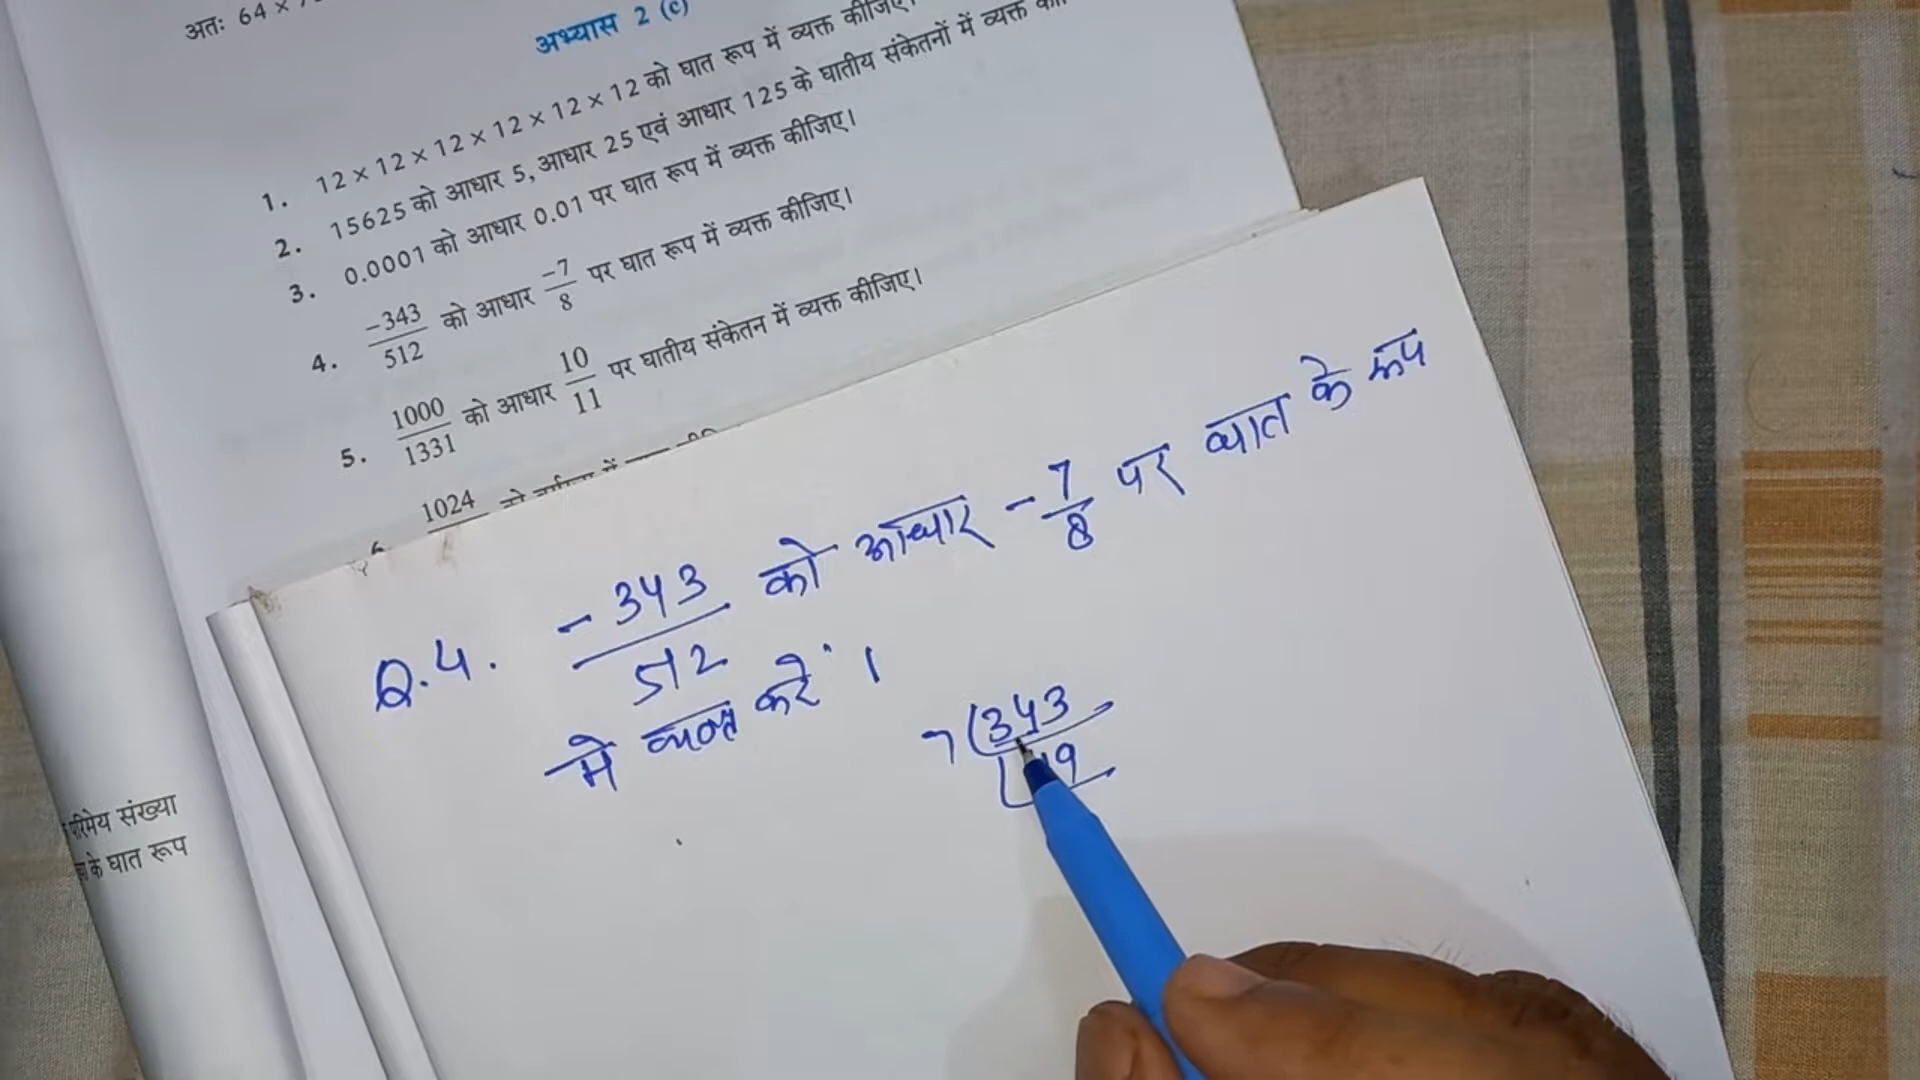 अतः 64 ×
अभ्यास 2 (c)
1. 12 × 12 × 12 × 12 × 12 × 12 को घात रूप में व्यक्त कीजिए।
2. 15625 को आधार 5, आधार 25 एवं आधार 125 के घातीय संकेतनों में व्यक्त
3. 0.0001 को आधार 0.01 पर घात रूप में व्यक्त कीजिए।
4. -343/512 को आधार -7/8 पर घात रूप में व्यक्त कीजिए।
5. 1000/1331 को आधार 10/11 पर घातीय संकेतन में व्यक्त कीजिए।
6 1024
Q.4. -343/512 को आधार -7/8 पर घात के रूप
मे व्यक्त करें ।
7 343
49
परिमेय संख्या
के घात रूप